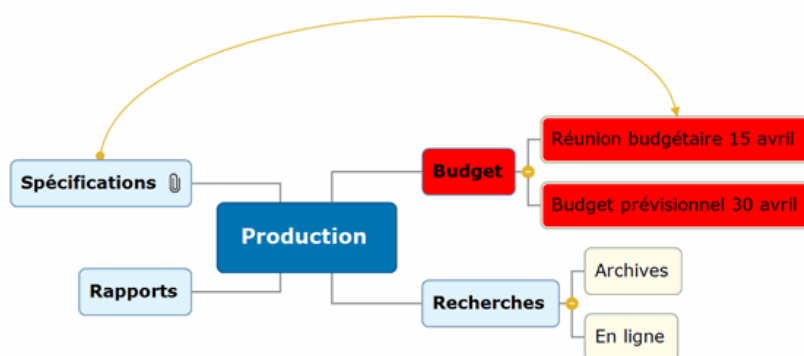 Réunion budgétaire 15 avril
Budget
Spécifications
Budget prévisionnel 30 avril
Production
Archives
Rapports
Recherches
En ligne